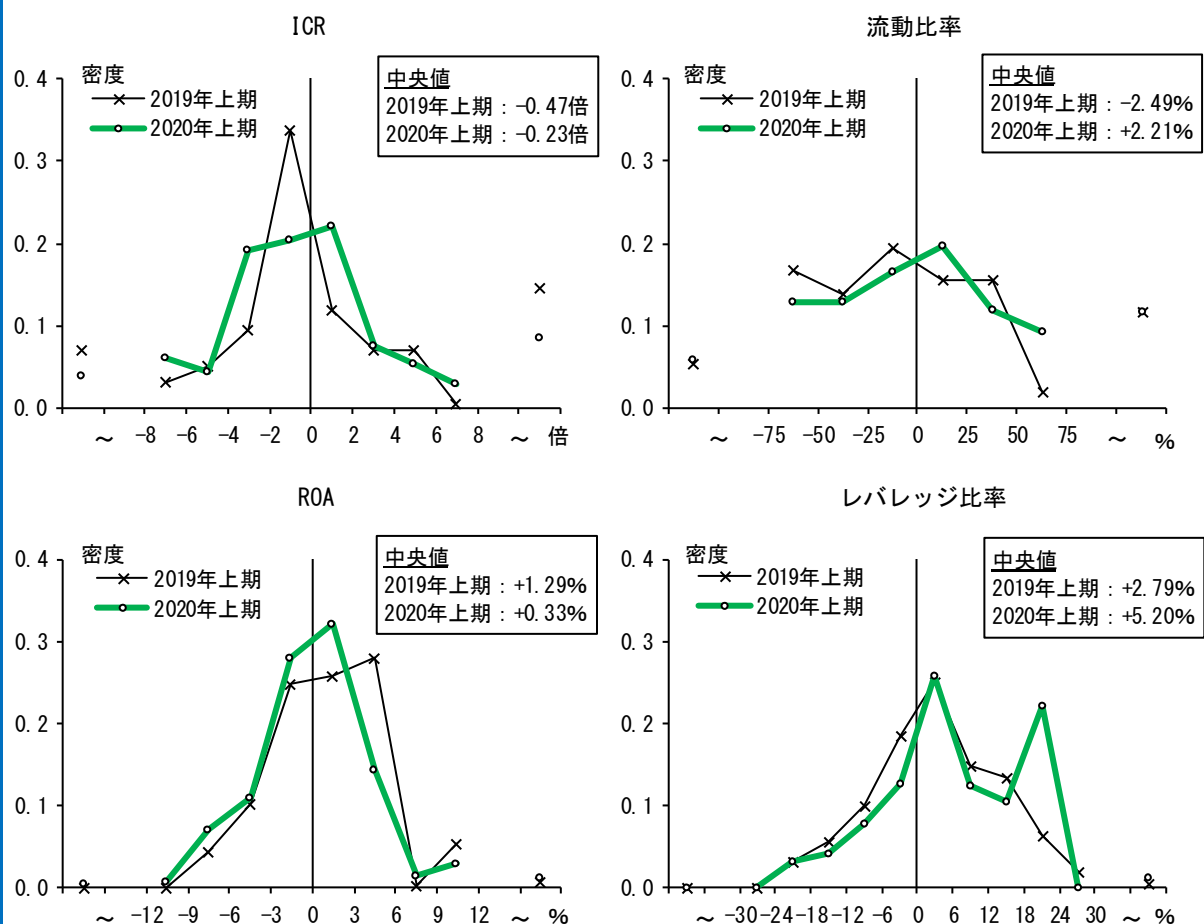 ICR
密度
2019年上期
2020年上期
中央値
2019年上期：-0.47倍
2020年上期：-0.23倍
0.4
0.3
0.2
0.1
0.0
～ -8 -6 -4 -2 0 2 4 6 8 ～ 倍
流動比率
密度
2019年上期
2020年上期
中央値
2019年上期：-2.49%
2020年上期：+2.21%
0.4
0.3
0.2
0.1
0.0
～ -75 -50 -25 0 25 50 75 ～ %
ROA
密度
2019年上期
2020年上期
中央値
2019年上期：+1.29%
2020年上期：+0.33%
0.4
0.3
0.2
0.1
0.0
～ -12 -9 -6 -3 0 3 6 9 12 ～ %
レバレッジ比率
密度
2019年上期
2020年上期
中央値
2019年上期：+2.79%
2020年上期：+5.20%
0.4
0.3
0.2
0.1
0.0
～ -30 -24 -18 -12 -6 0 6 12 18 24 30 ～ %